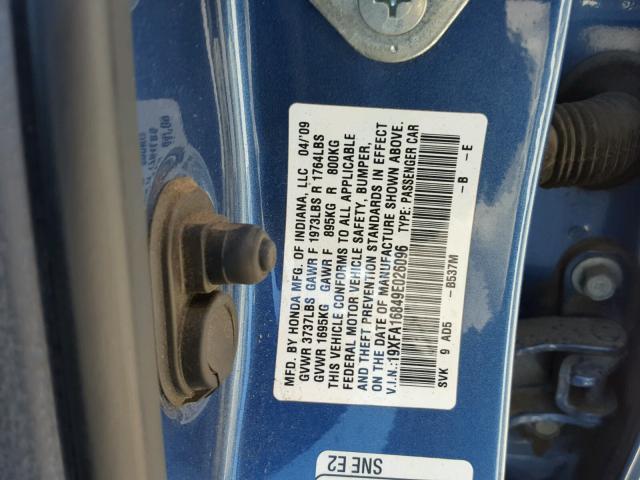 MFD. BY HONDA MFG. OF INDIANA, LLC 04/'09
GVWR 3737LBS GAWR F 1973LBS R 1764LBS
GVWR 1695KG GAWR F 895KG R 800KG
THIS VEHICLE CONFORMS TO ALL APPLICABLE
FEDERAL MOTOR VEHICLE SAFETY, BUMPER,
AND THEFT PREVENTION STANDARDS IN EFFECT
ON THE DATE OF MANUFACTURE SHOWN ABOVE.
V.I.N.:19XFA16849E026096 TYPE: PASSENGER CAR
SVK 9 AD5 -B537M -B -E
SNE E2